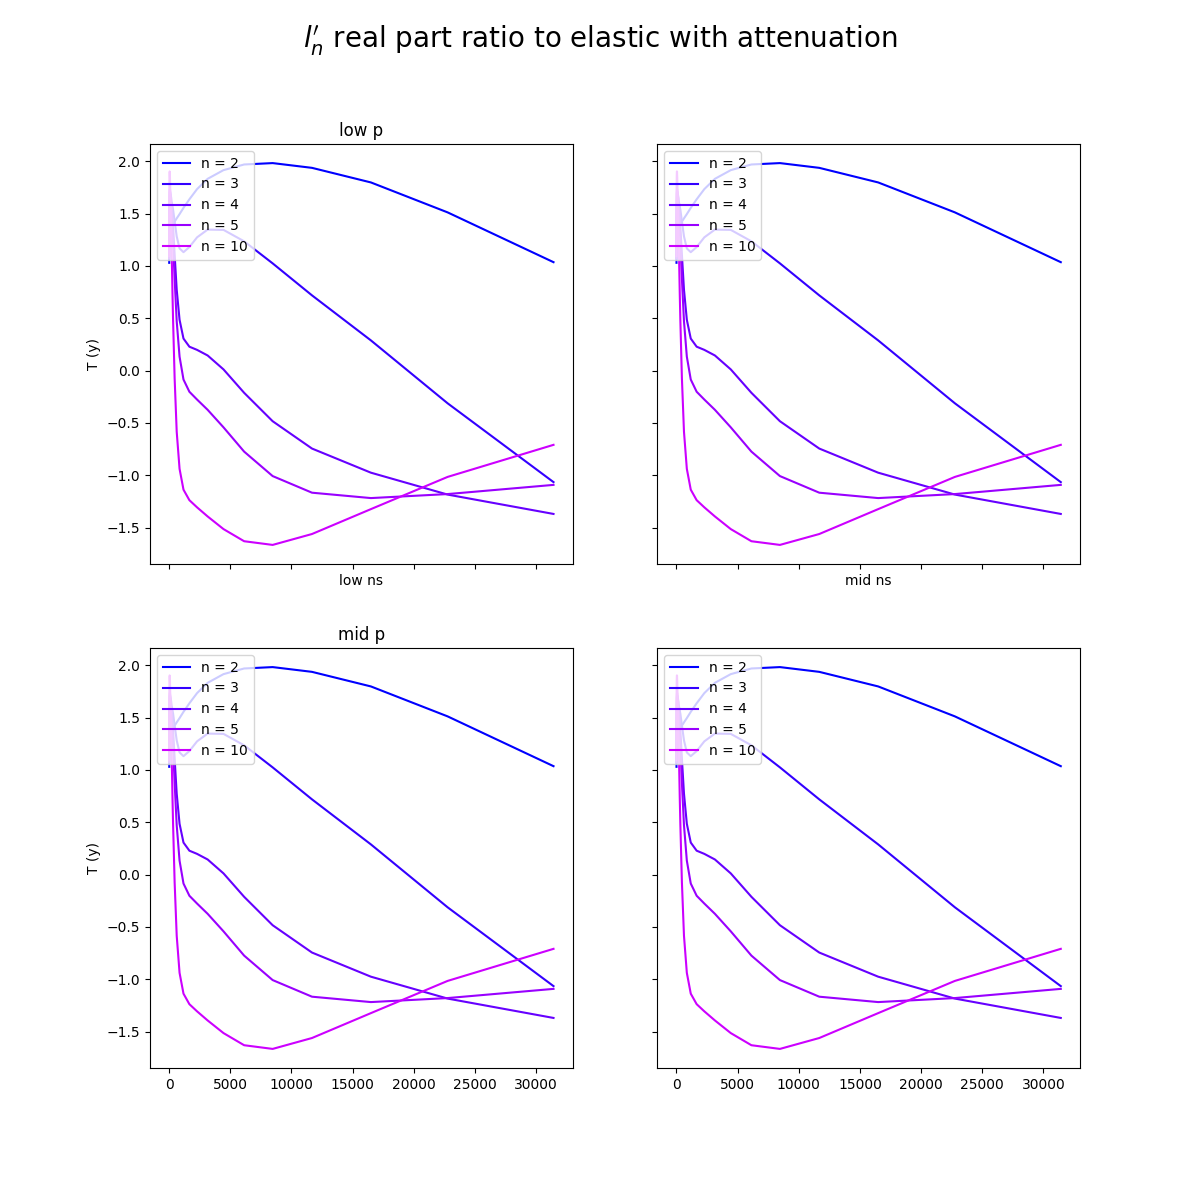 l′n real part ratio to elastic with attenuation
low p
2.0
1.5
1.0
0.5
0.0
−0.5
−1.0
−1.5
T (y)
n = 2
n = 3
n = 4
n = 5
n = 10
low ns
n = 2
n = 3
n = 4
n = 5
n = 10
mid ns
mid p
2.0
1.5
1.0
0.5
0.0
−0.5
−1.0
−1.5
T (y)
n = 2
n = 3
n = 4
n = 5
n = 10
0 5000 10000 15000 20000 25000 30000
n = 2
n = 3
n = 4
n = 5
n = 10
0 5000 10000 15000 20000 25000 30000